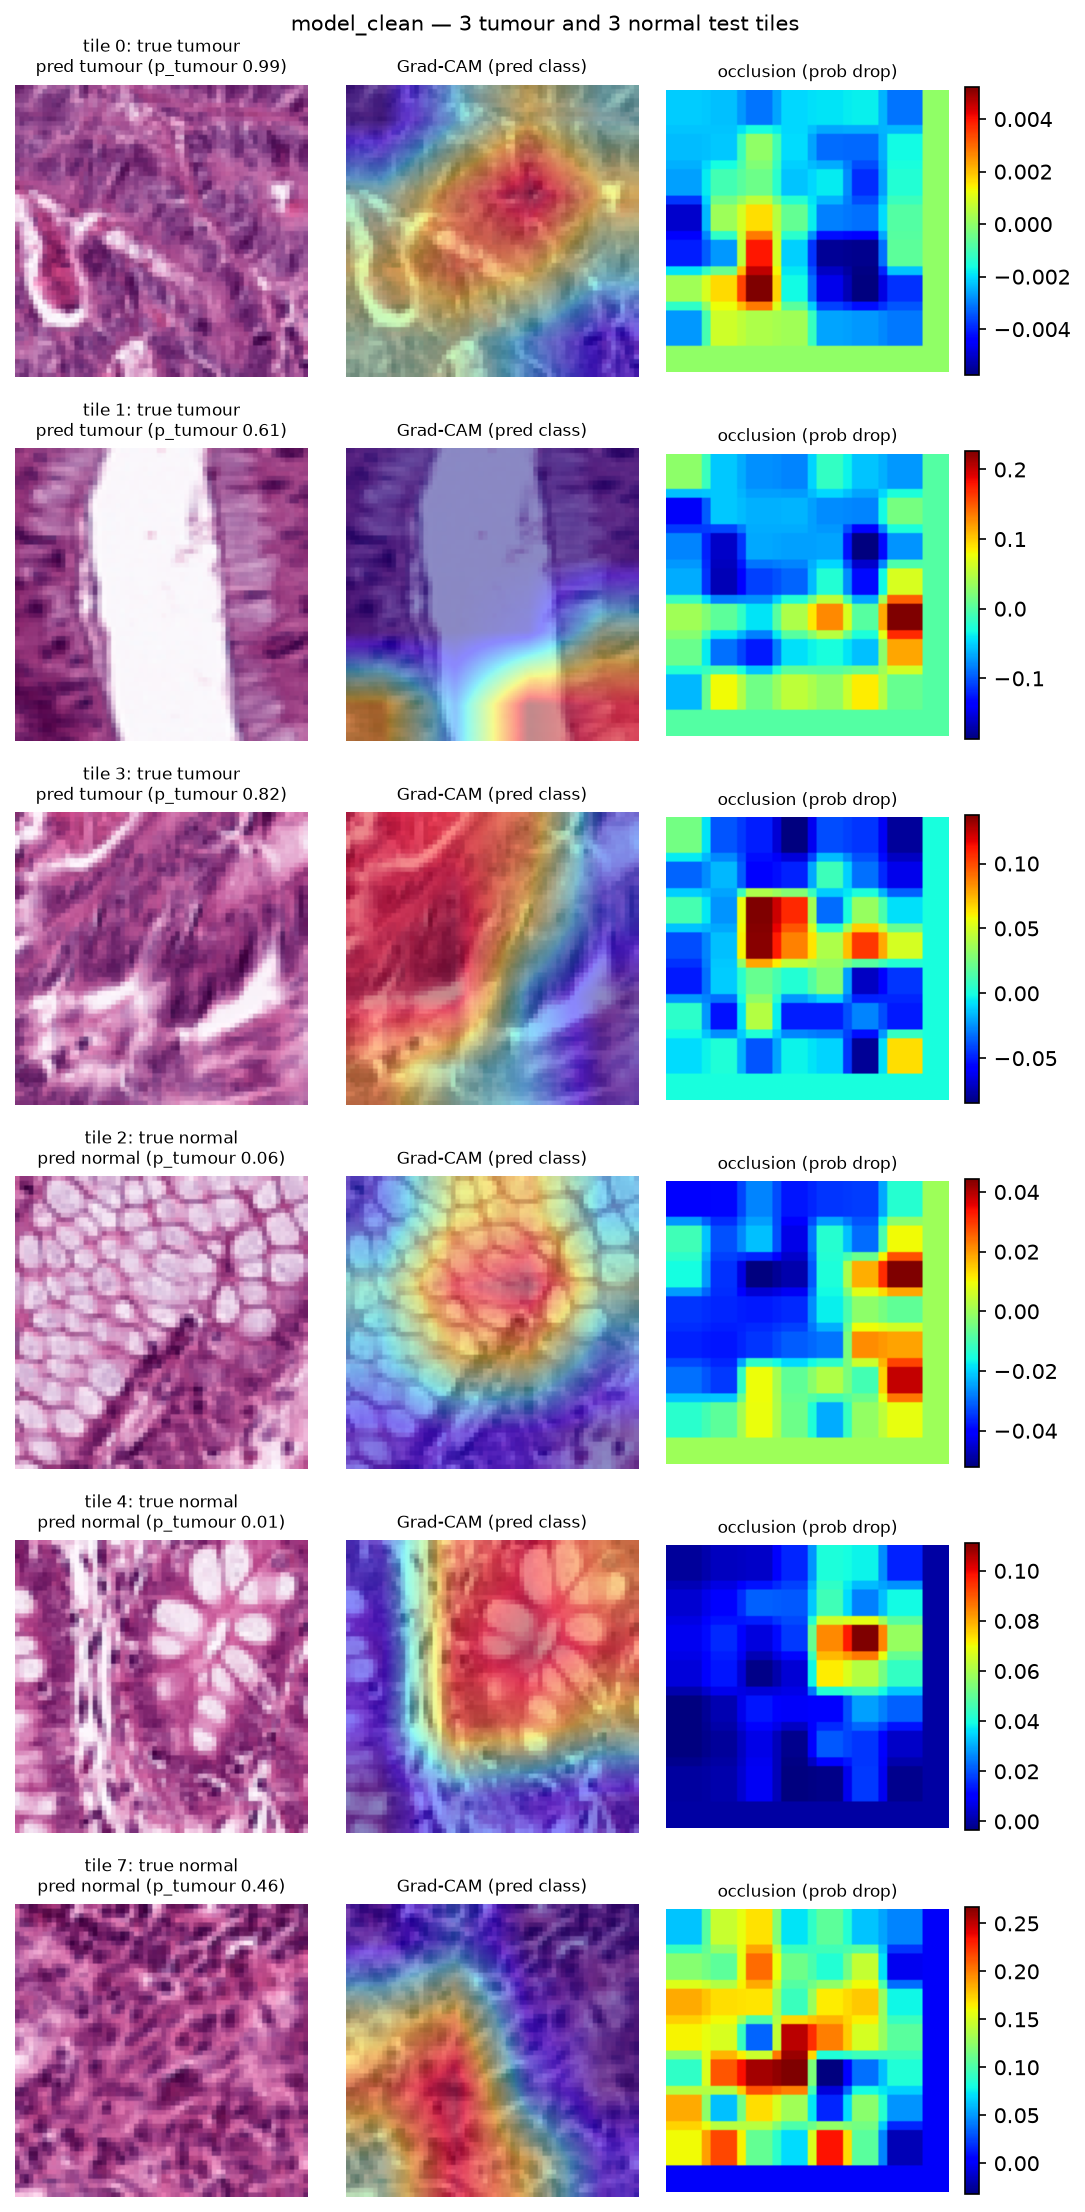 model_clean — 3 tumour and 3 normal test tiles
tile 0: true tumour
pred tumour (p_tumour 0.99)
Grad-CAM (pred class)
occlusion (prob drop)
0.004
0.002
0.000
−0.002
−0.004
tile 1: true tumour
pred tumour (p_tumour 0.61)
Grad-CAM (pred class)
occlusion (prob drop)
0.2
0.1
0.0
−0.1
tile 3: true tumour
pred tumour (p_tumour 0.82)
Grad-CAM (pred class)
occlusion (prob drop)
0.10
0.05
0.00
−0.05
tile 2: true normal
pred normal (p_tumour 0.06)
Grad-CAM (pred class)
occlusion (prob drop)
0.04
0.02
0.00
−0.02
−0.04
tile 4: true normal
pred normal (p_tumour 0.01)
Grad-CAM (pred class)
occlusion (prob drop)
0.10
0.08
0.06
0.04
0.02
0.00
tile 7: true normal
pred normal (p_tumour 0.46)
Grad-CAM (pred class)
occlusion (prob drop)
0.25
0.20
0.15
0.10
0.05
0.00